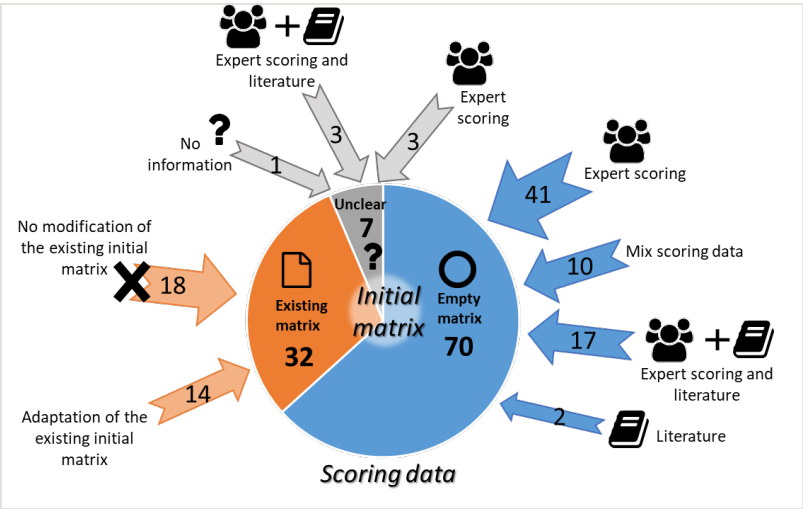 Expert scoring and
literature
3
Expert
scoring
3
No
information
?
1
Expert scoring
41
Mix scoring data
10
17
Expert scoring and
literature
2
Literature
No modification of
the existing initial
matrix
18
14
Adaptation of the
existing initial
matrix
Unclear
7
?
Existing
matrix
32
Initial
matrix
Empty
matrix
70
Scoring data